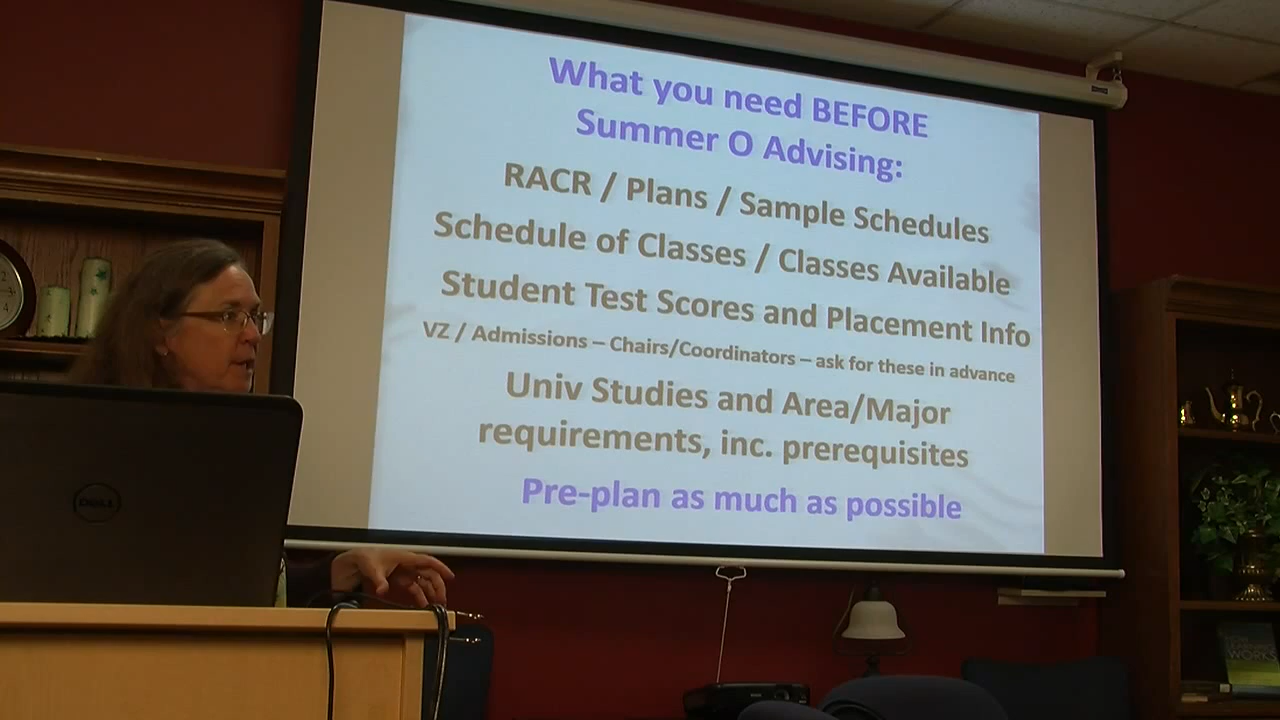 What you need BEFORE
Summer O Advising:
RACR / Plans / Sample Schedules
Schedule of Classes / Classes Available
Student Test Scores and Placement Info
VZ / Admissions – Chairs/Coordinators – ask for these in advance
Univ Studies and Area/Major
requirements, inc. prerequisites
Pre-plan as much as possible
DELL
WORKS